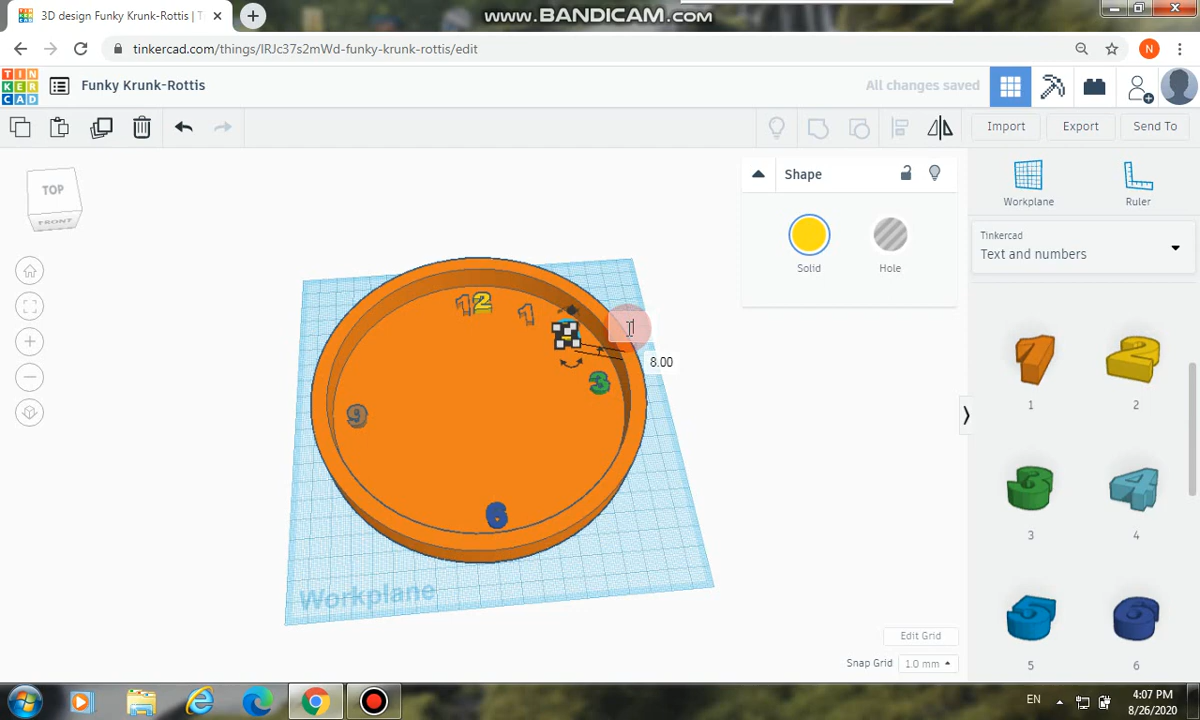 www.BANDICAM.com
3D design Funky Krunk-Rottis | T
tinkercad.com/things/lRJc37s2mWd-funky-krunk-rottis/edit
N
TIN
KER
CAD
Funky Krunk-Rottis
All changes saved
Import
Export
Send To
TOP
FRONT
Shape
Solid
Hole
Workplane
Ruler
Tinkercad
Text and numbers
12
1
8.00
3
9
6
1
2
3
4
5
6
Workplane
Edit Grid
Snap Grid
1.0 mm
EN
4:07 PM
8/26/2020